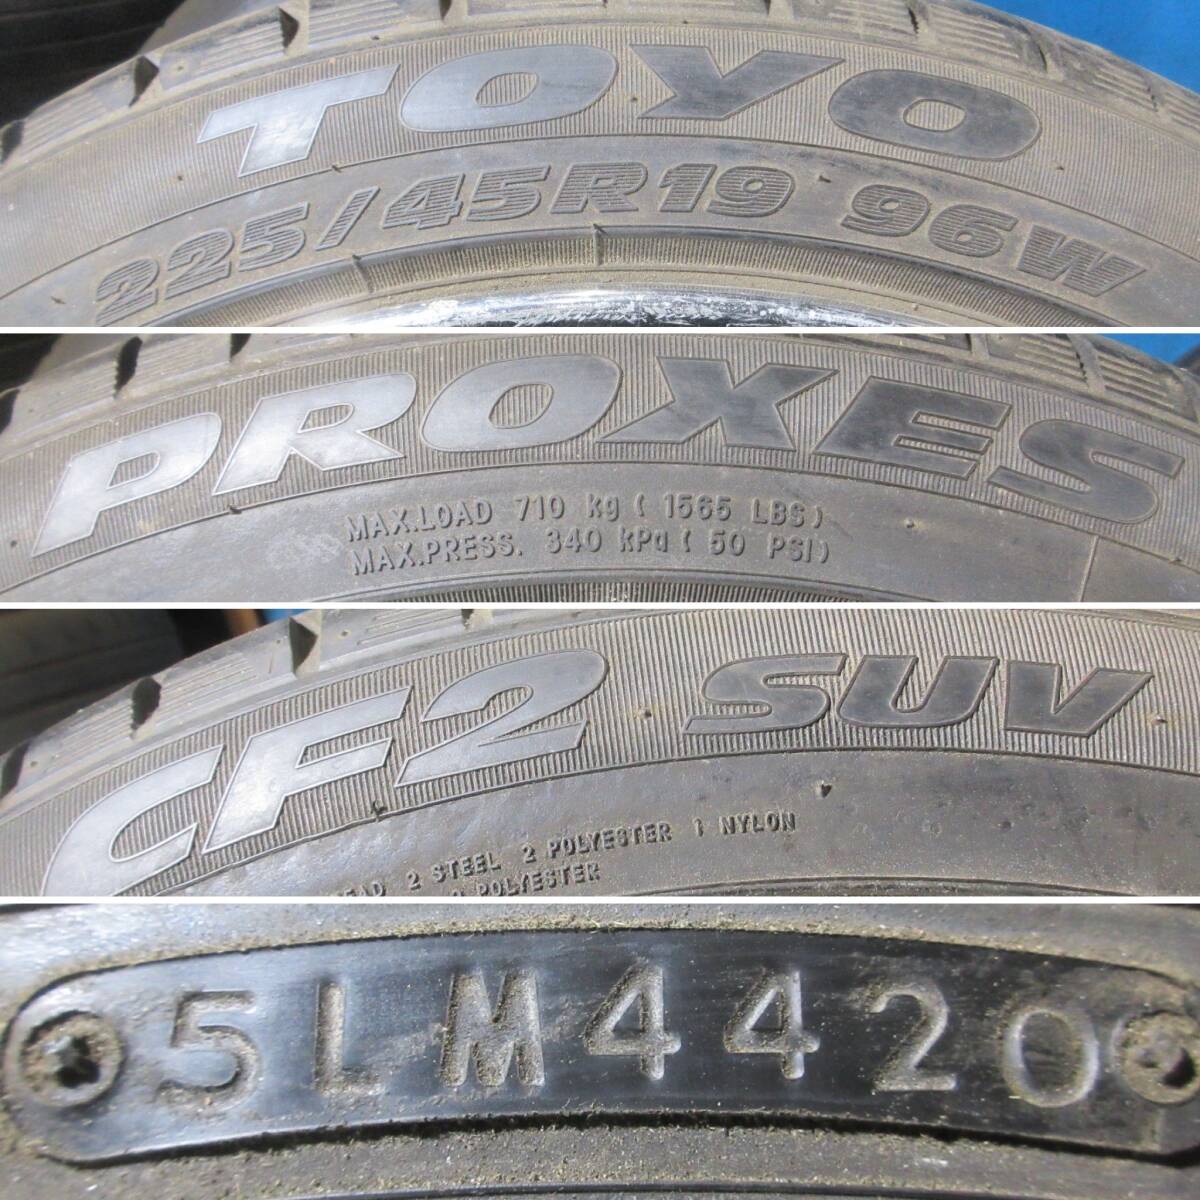 TOYO
225/45R19 96W
PROXES
MAX.LOAD 710 kg ( 1565 LBS)
MAX.PRESS. 340 kPa ( 50 PSI)
CF2 SUV
2 STEEL 2 POLYESTER 1 NYLON
POLYESTER
5LM4420